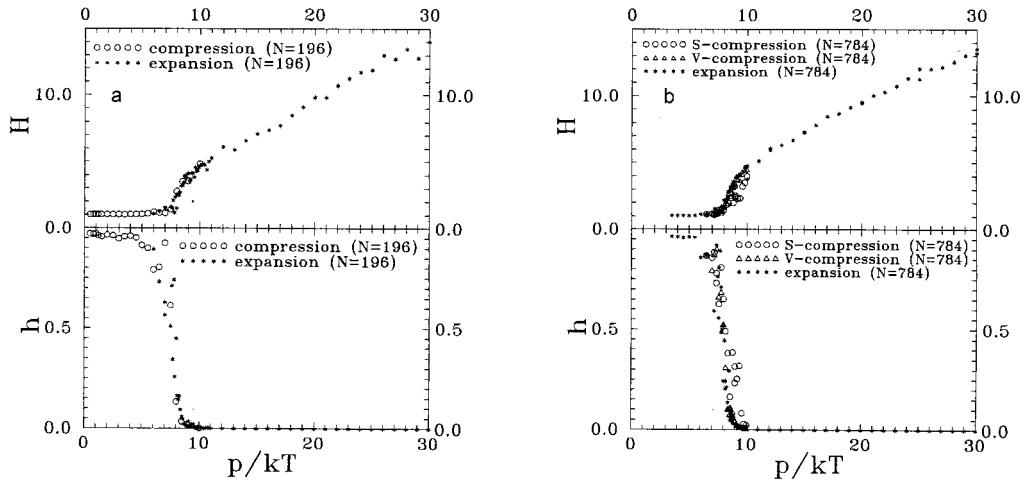 0 10 20 30
○○○○○○ compression (N=196)
****** expansion (N=196)
a
10.0
10.0
H
0.0
0.0
○○○○○○ compression (N=196)
****** expansion (N=196)
0.5
0.5
h
0.0
0.0
0 10 20 30
p/kT
0 10 20 30
○○○○○ S-compression (N=784)
△△△△△ V-compression (N=784)
****** expansion (N=784)
b
10.0
10.0
H
0.0
0.0
○○○○○ S-compression (N=784)
△△△△△ V-compression (N=784)
****** expansion (N=784)
0.5
0.5
h
0.0
0.0
0 10 20 30
p/kT